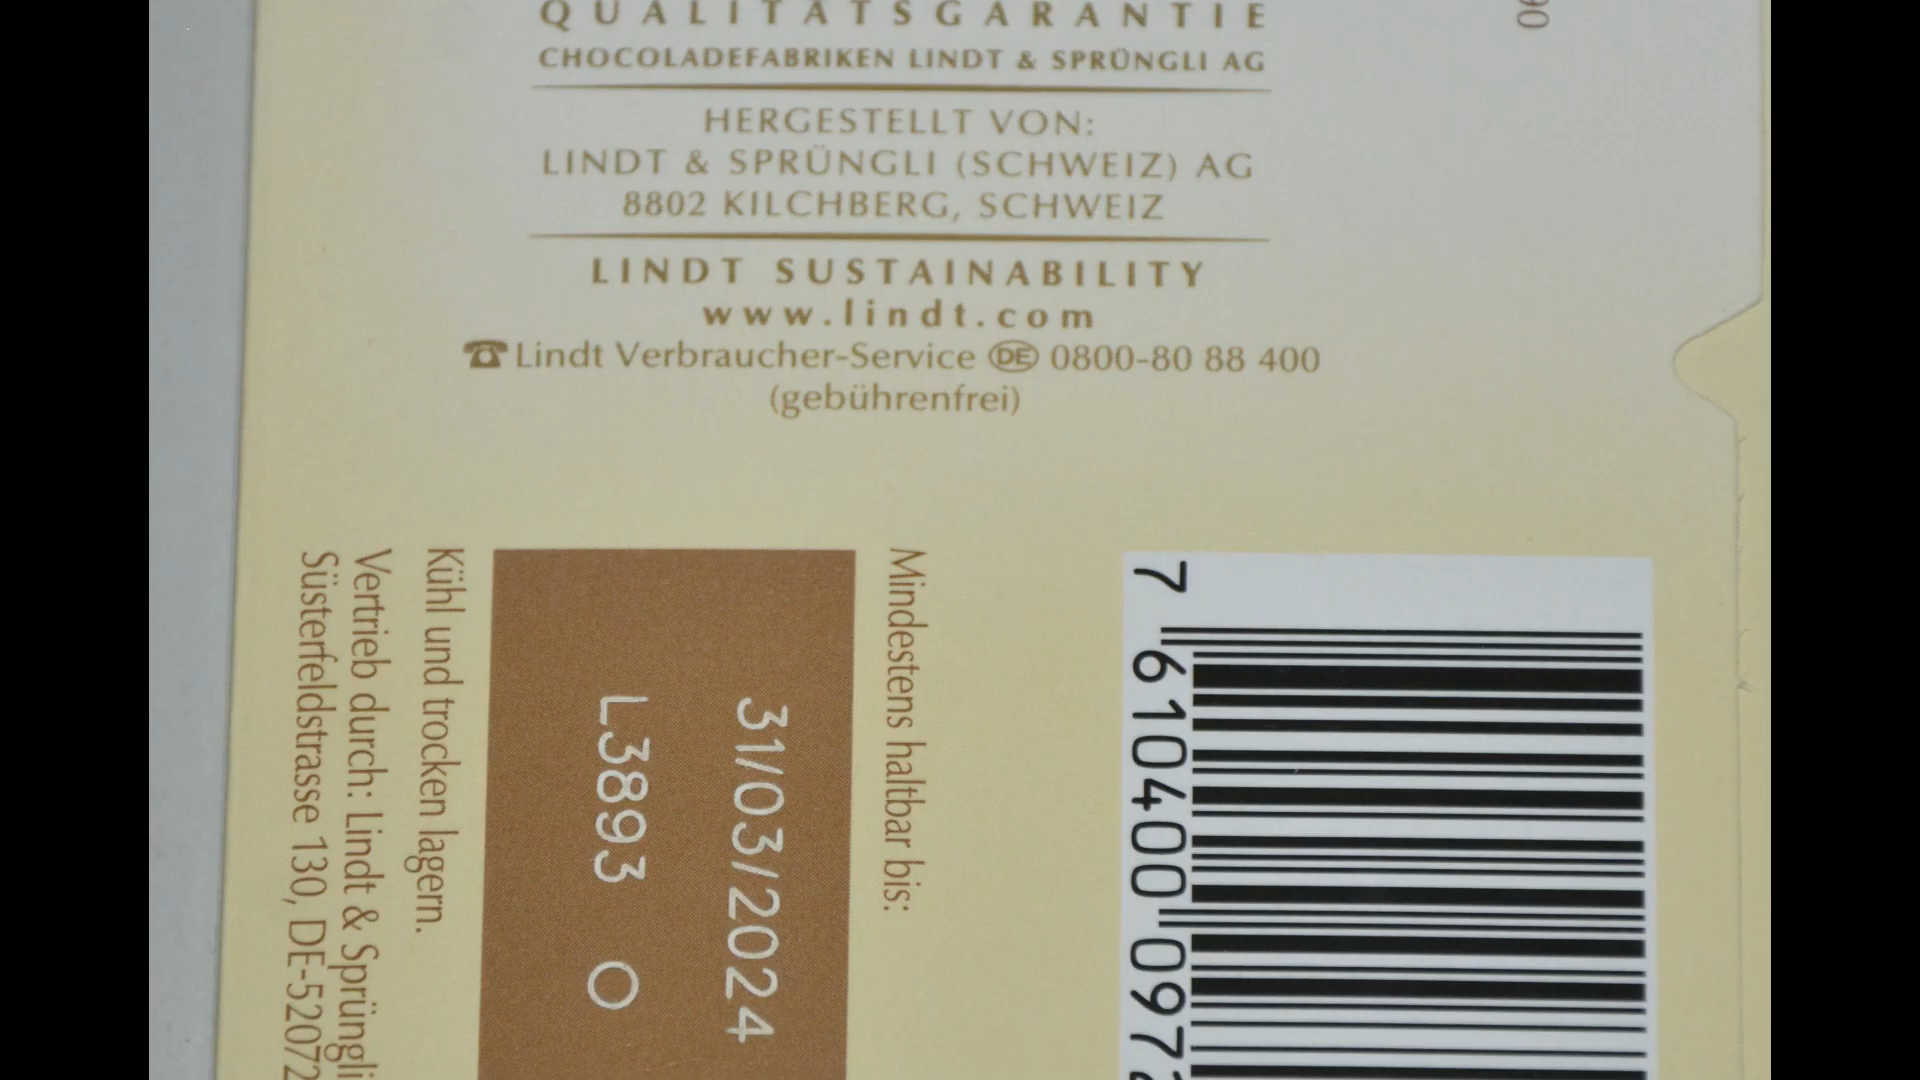 QUALITÄTSGARANTIE
CHOCOLADEFABRIKEN LINDT & SPRÜNGLI AG
HERGESTELLT VON:
LINDT & SPRÜNGLI (SCHWEIZ) AG
8802 KILCHBERG, SCHWEIZ
LINDT SUSTAINABILITY
www.lindt.com
Lindt Verbraucher-Service DE 0800-80 88 400
(gebührenfrei)
Mindestens haltbar bis:
31/03/2024
L3893 O
Kühl und trocken lagern.
Vertrieb durch: Lindt & Sprüngli
Süsterfeldstrasse 130, DE-52072
7 610400 097